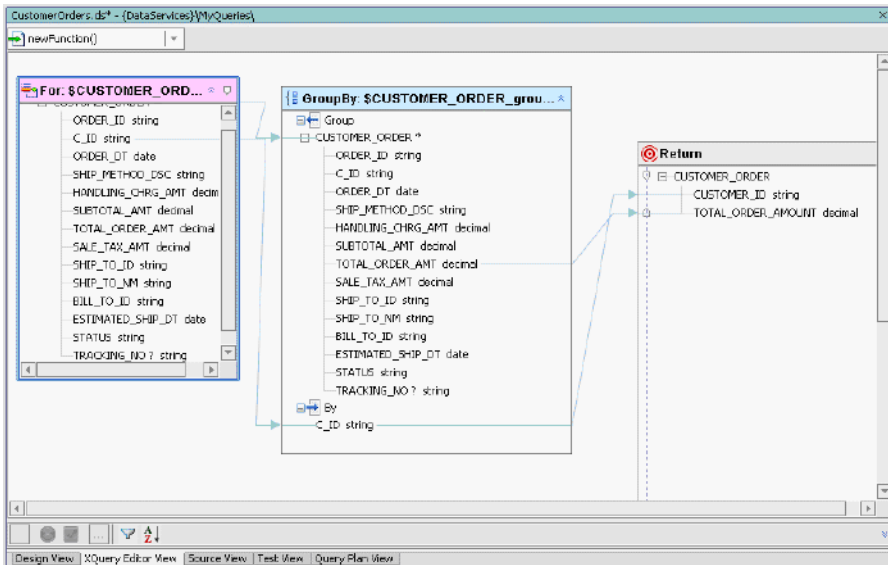 CustomerOrders.ds* - {DataServices}\MyQueries\
newFunction()
For: $CUSTOMER_ORD...
CUSTOMER_ORDER
ORDER_ID string
C_ID string
ORDER_DT date
SHIP_METHOD_DSC string
HANDLING_CHRG_AMT decim
SUBTOTAL_AMT decimal
TOTAL_ORDER_AMT decimal
SALE_TAX_AMT decimal
SHIP_TO_ID string
SHIP_TO_NM string
BILL_TO_ID string
ESTIMATED_SHIP_DT date
STATUS string
TRACKING_NO ? string
GroupBy: $CUSTOMER_ORDER_grou...
Group
CUSTOMER_ORDER *
ORDER_ID string
C_ID string
ORDER_DT date
SHIP_METHOD_DSC string
HANDLING_CHRG_AMT decimal
SUBTOTAL_AMT decimal
TOTAL_ORDER_AMT decimal
SALE_TAX_AMT decimal
SHIP_TO_ID string
SHIP_TO_NM string
BILL_TO_ID string
ESTIMATED_SHIP_DT date
STATUS string
TRACKING_NO ? string
By
C_ID string
Return
CUSTOMER_ORDER
CUSTOMER_ID string
TOTAL_ORDER_AMOUNT decimal
Design View XQuery Editor View Source View Test View Query Plan View